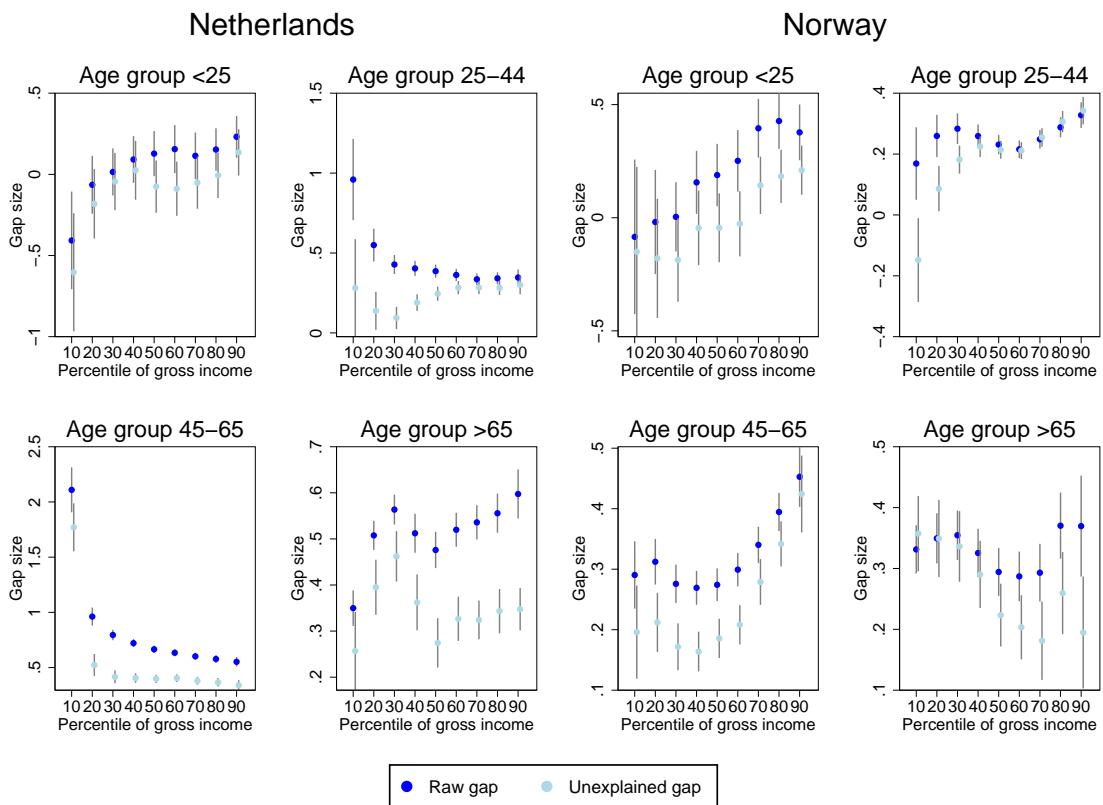 Netherlands Norway
Age group <25 Age group 25−44 Age group <25 Age group 25−44
Gap size
−1 −.5 0 .5
10 20 30 40 50 60 70 80 90
Percentile of gross income
Gap size
0 .5 1 1.5
10 20 30 40 50 60 70 80 90
Percentile of gross income
Gap size
−.5 0 .5
10 20 30 40 50 60 70 80 90
Percentile of gross income
Gap size
−.4 −.2 0 .2 .4
10 20 30 40 50 60 70 80 90
Percentile of gross income
Age group 45−65 Age group >65 Age group 45−65 Age group >65
Gap size
.5 1 1.5 2 2.5
10 20 30 40 50 60 70 80 90
Percentile of gross income
Gap size
.2 .3 .4 .5 .6 .7
10 20 30 40 50 60 70 80 90
Percentile of gross income
Gap size
.1 .2 .3 .4 .5
10 20 30 40 50 60 70 80 90
Percentile of gross income
Gap size
.1 .2 .3 .4 .5
10 20 30 40 50 60 70 80 90
Percentile of gross income
Raw gap Unexplained gap